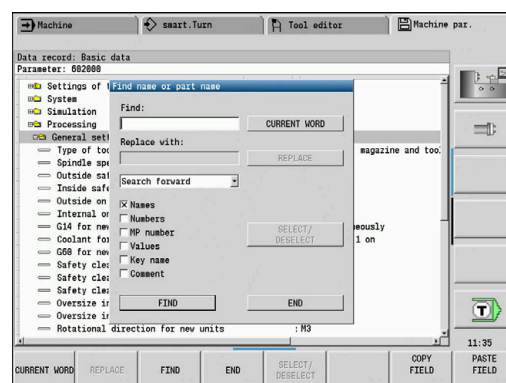 Machine smart.Turn Tool editor Machine par.
Data record: Basic data
Parameter: 602000
Settings of
System
Simulation
Processing
General sett
Type of too magazine and too
Spindle spe
Outside saf
Inside safe
Outside on
Internal on
G14 for new eously
Coolant for 1 on
G60 for new
Safety clea
Safety clea
Safety clea
Oversize in
Oversize in
Rotational direction for new units : M3
Find name or part name
Find:
CURRENT WORD
Replace with:
REPLACE
Search forward
Names
Numbers
MP number
Values
Key name
Comment
SELECT/
DESELECT
FIND END
T
11:35
CURRENT WORD REPLACE FIND END SELECT/ DESELECT COPY FIELD PASTE FIELD